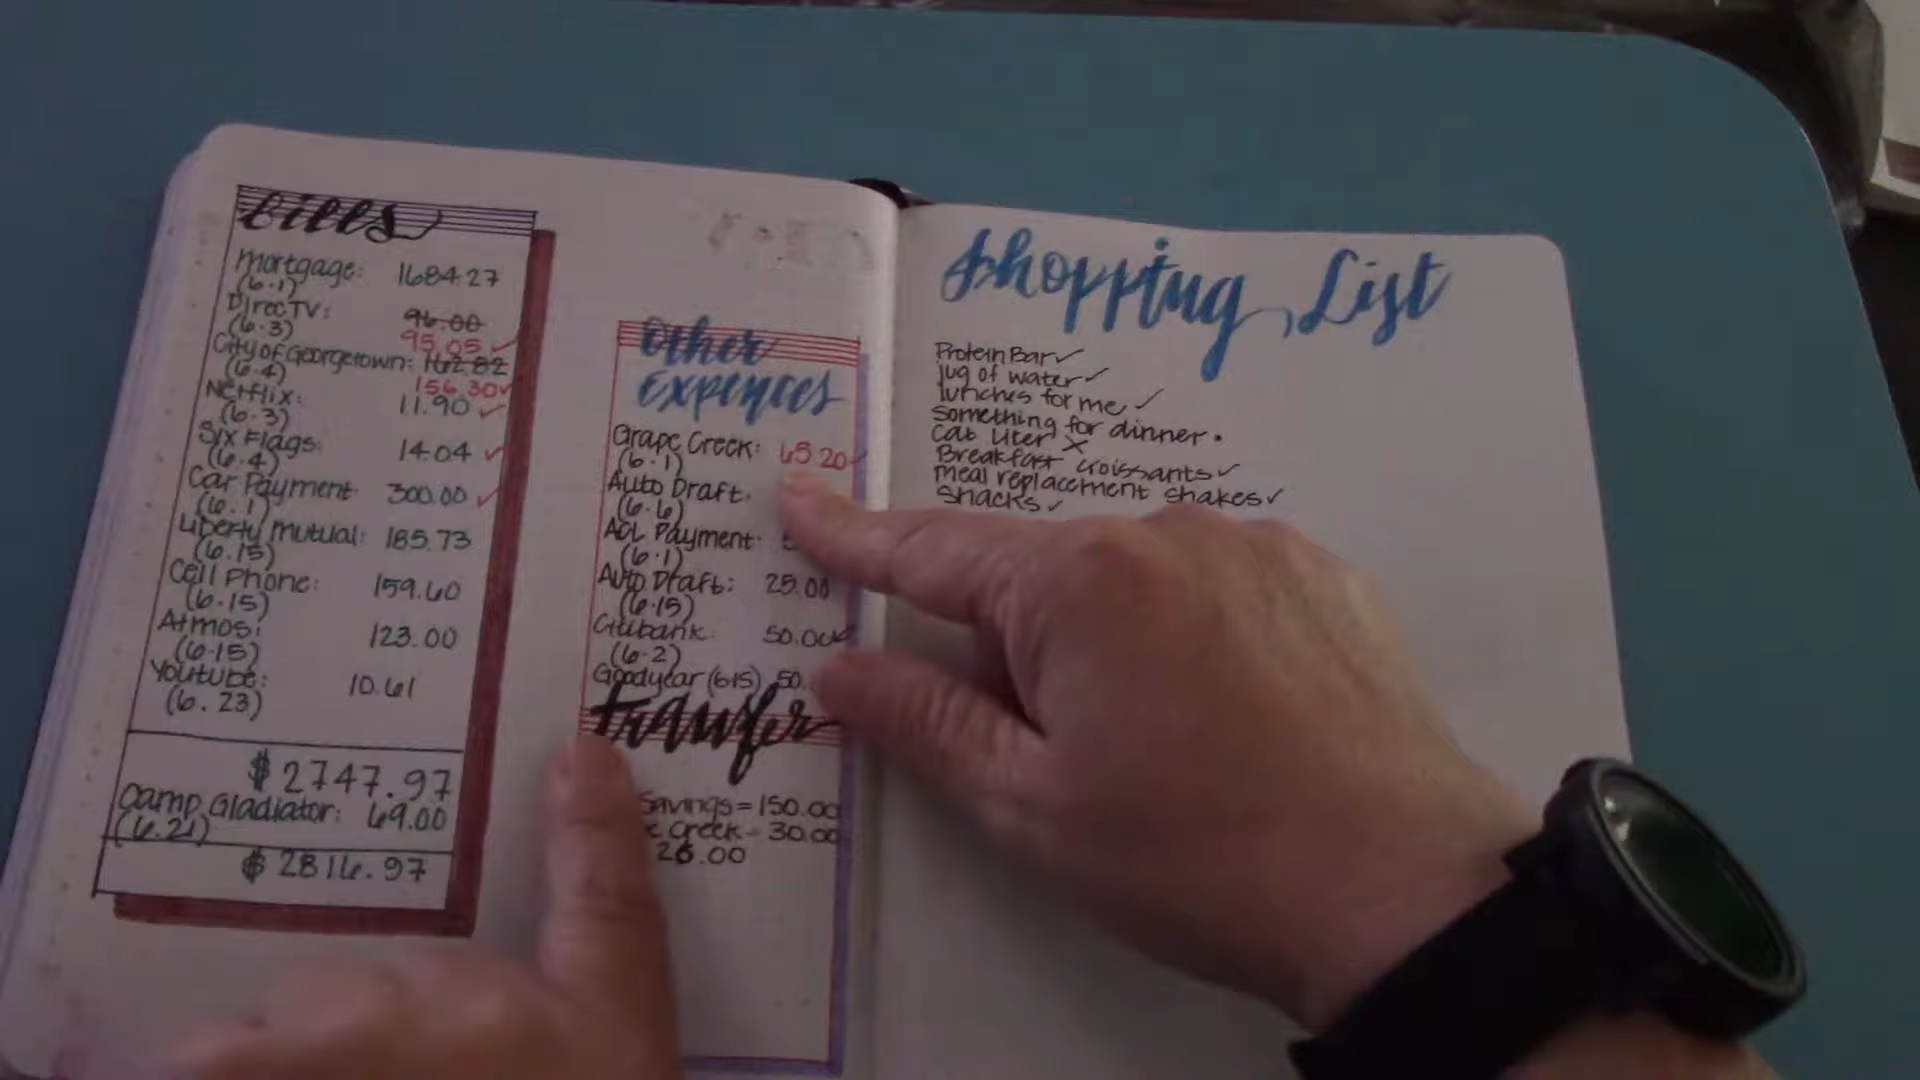 Bills
Mortgage: 1684.27
(6.1)
DirecTV: 96.00
(6.3) 95.05 ✓
City of Georgetown: 162.82
(6.4) 156.30 ✓
Netflix: 11.90 ✓
(6.3)
Six Flags: 14.04 ✓
(6.4)
Car Payment: 300.00 ✓
(6.1)
Liberty Mutual: 185.73
(6.15)
Cell Phone: 159.60
(6.15)
Atmos: 123.00
(6.15)
Youtube: 10.61
(6.23)
$2747.97
Camp Gladiator: 69.00
(6.21)
$2816.97
Other
Expences
Grape Creek: 65.20 ✓
(6.1)
Auto Draft:
(6.6)
ACL Payment:
(6.1)
Auto Draft: 25.00
(6.15)
Citibank: 50.00
(6.2)
Goodyear (6.15) 50.
Transfer
Savings = 150.00
Creek - 30.00
26.00
Shopping List
Protein Bar ✓
jug of water ✓
lunches for me ✓
Something for dinner •
Cat Liter X
Breakfast croissants ✓
Meal replacement shakes ✓
Snacks ✓